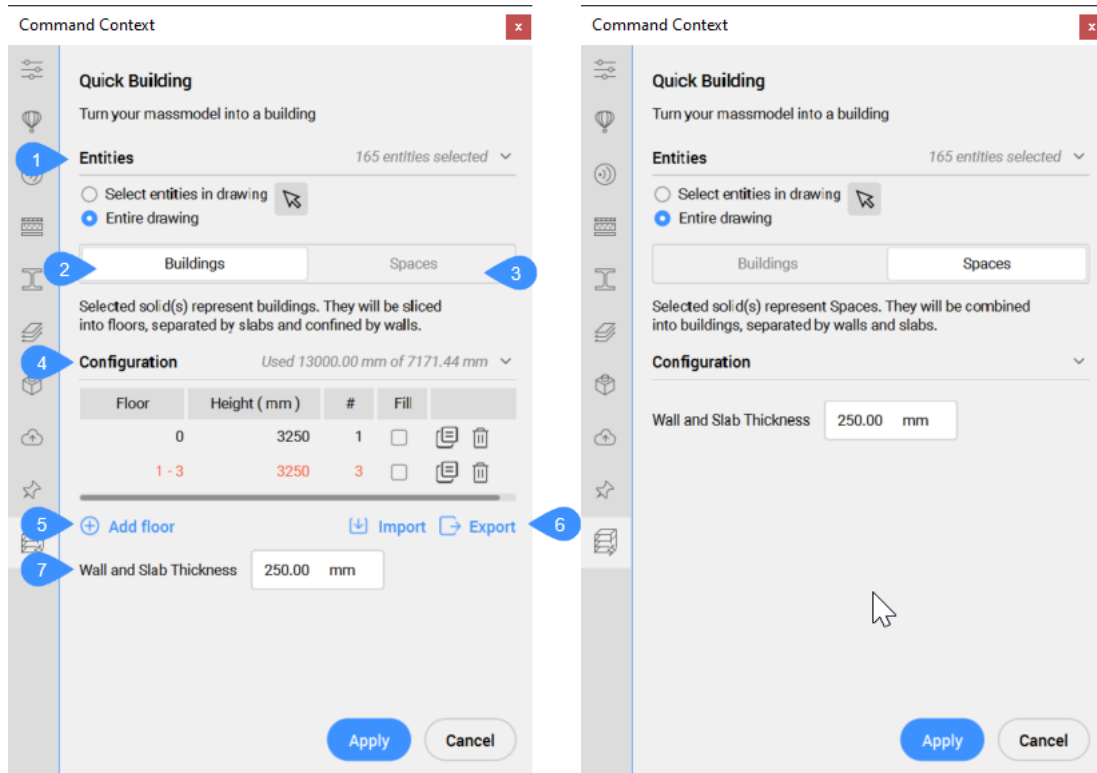 Command Context
x
Quick Building
Turn your massmodel into a building
1
Entities
165 entities selected
Select entities in drawing
Entire drawing
2
Buildings
Spaces
3
Selected solid(s) represent buildings. They will be sliced
into floors, separated by slabs and confined by walls.
4
Configuration
Used 13000.00 mm of 7171.44 mm
Floor Height ( mm ) # Fill
0 3250 1
1 - 3 3250 3
5
Add floor
Import
Export
6
7
Wall and Slab Thickness 250.00 mm
Apply
Cancel
Command Context
x
Quick Building
Turn your massmodel into a building
Entities
165 entities selected
Select entities in drawing
Entire drawing
Buildings
Spaces
Selected solid(s) represent Spaces. They will be combined
into buildings, separated by walls and slabs.
Configuration
Wall and Slab Thickness 250.00 mm
Apply
Cancel